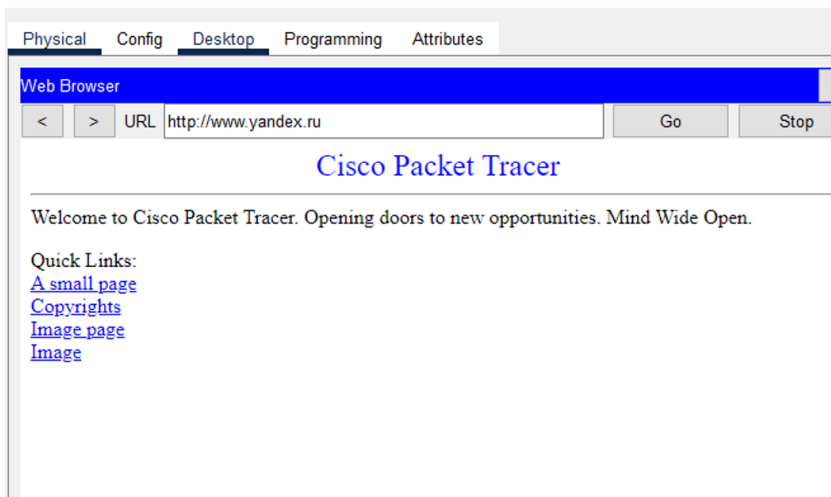 Physical Config Desktop Programming Attributes
Web Browser
< > URL http://www.yandex.ru Go Stop
Cisco Packet Tracer
Welcome to Cisco Packet Tracer. Opening doors to new opportunities. Mind Wide Open.
Quick Links:
A small page
Copyrights
Image page
Image